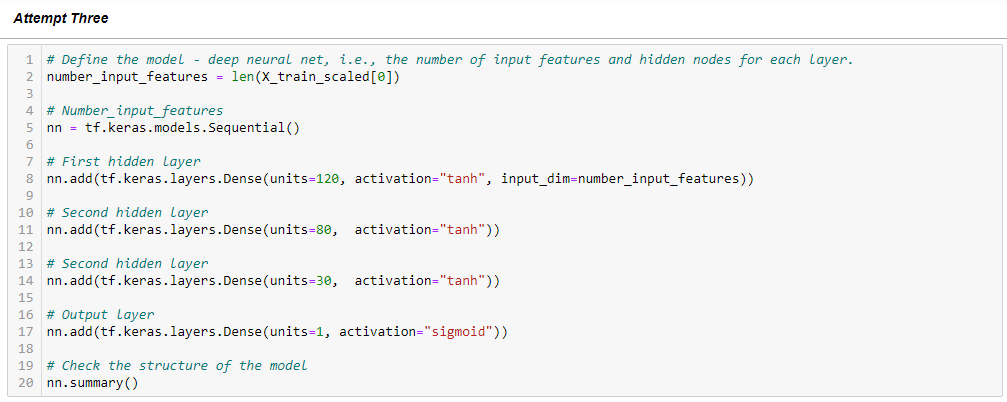 Attempt Three
1 # Define the model - deep neural net, i.e., the number of input features and hidden nodes for each layer.
2 number_input_features = len(X_train_scaled[0])
3
4 # Number_input_features
5 nn = tf.keras.models.Sequential()
6
7 # First hidden layer
8 nn.add(tf.keras.layers.Dense(units=120, activation="tanh", input_dim=number_input_features))
9
10 # Second hidden layer
11 nn.add(tf.keras.layers.Dense(units=80,  activation="tanh"))
12
13 # Second hidden layer
14 nn.add(tf.keras.layers.Dense(units=30,  activation="tanh"))
15
16 # Output layer
17 nn.add(tf.keras.layers.Dense(units=1, activation="sigmoid"))
18
19 # Check the structure of the model
20 nn.summary()